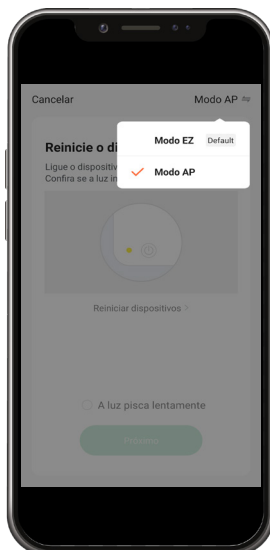 Cancelar
Modo AP
Modo EZ Default
Modo AP
Reinicie o di
Ligue o dispositiv
Confira se a luz in
Reiniciar dispositivos >
A luz pisca lentamente
Próximo